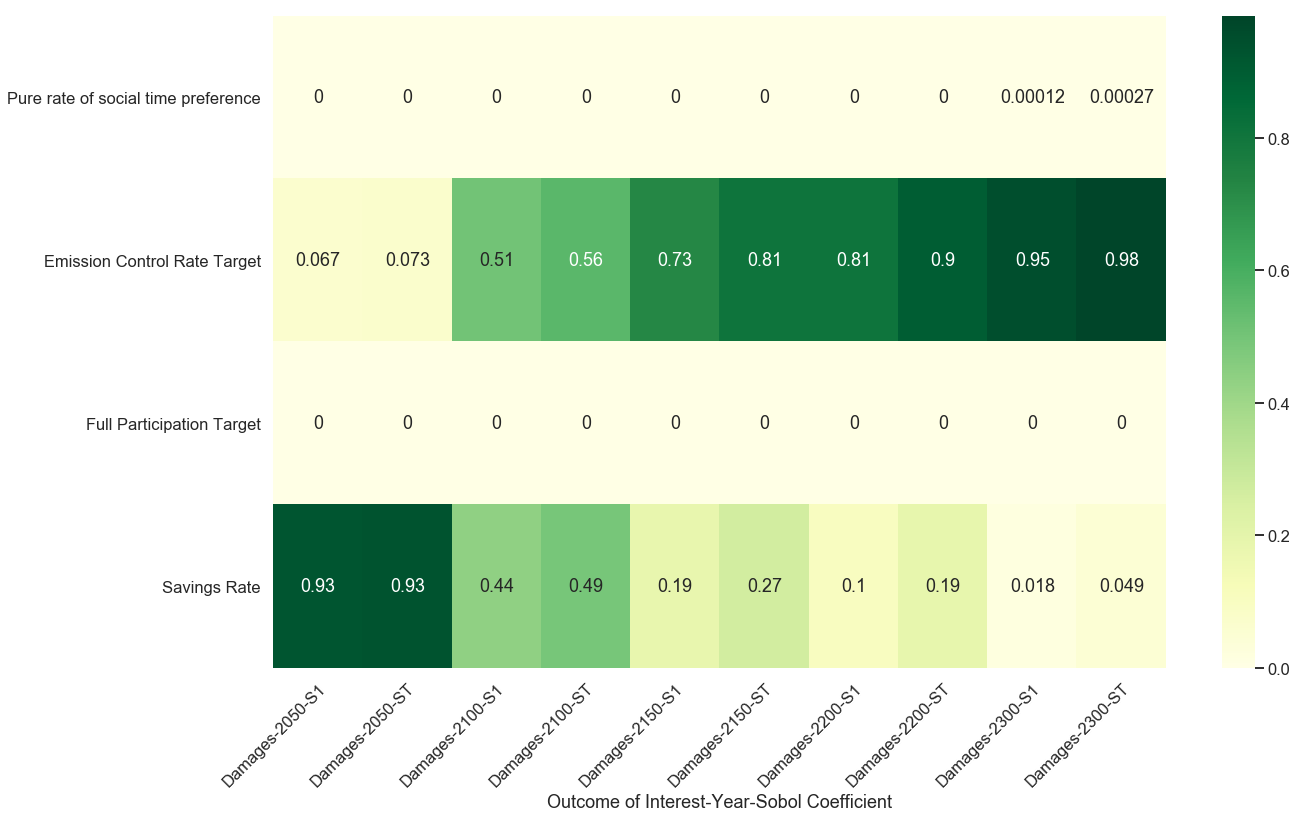 Pure rate of social time preference 0 0 0 0 0 0 0 0 0.00012 0.00027
Emission Control Rate Target 0.067 0.073 0.51 0.56 0.73 0.81 0.81 0.9 0.95 0.98
Full Participation Target 0 0 0 0 0 0 0 0 0 0
Savings Rate 0.93 0.93 0.44 0.49 0.19 0.27 0.1 0.19 0.018 0.049
Damages-2050-S1
Damages-2050-ST
Damages-2100-S1
Damages-2100-ST
Damages-2150-S1
Damages-2150-ST
Damages-2200-S1
Damages-2200-ST
Damages-2300-S1
Damages-2300-ST
Outcome of Interest-Year-Sobol Coefficient
0.8
0.6
0.4
0.2
0.0